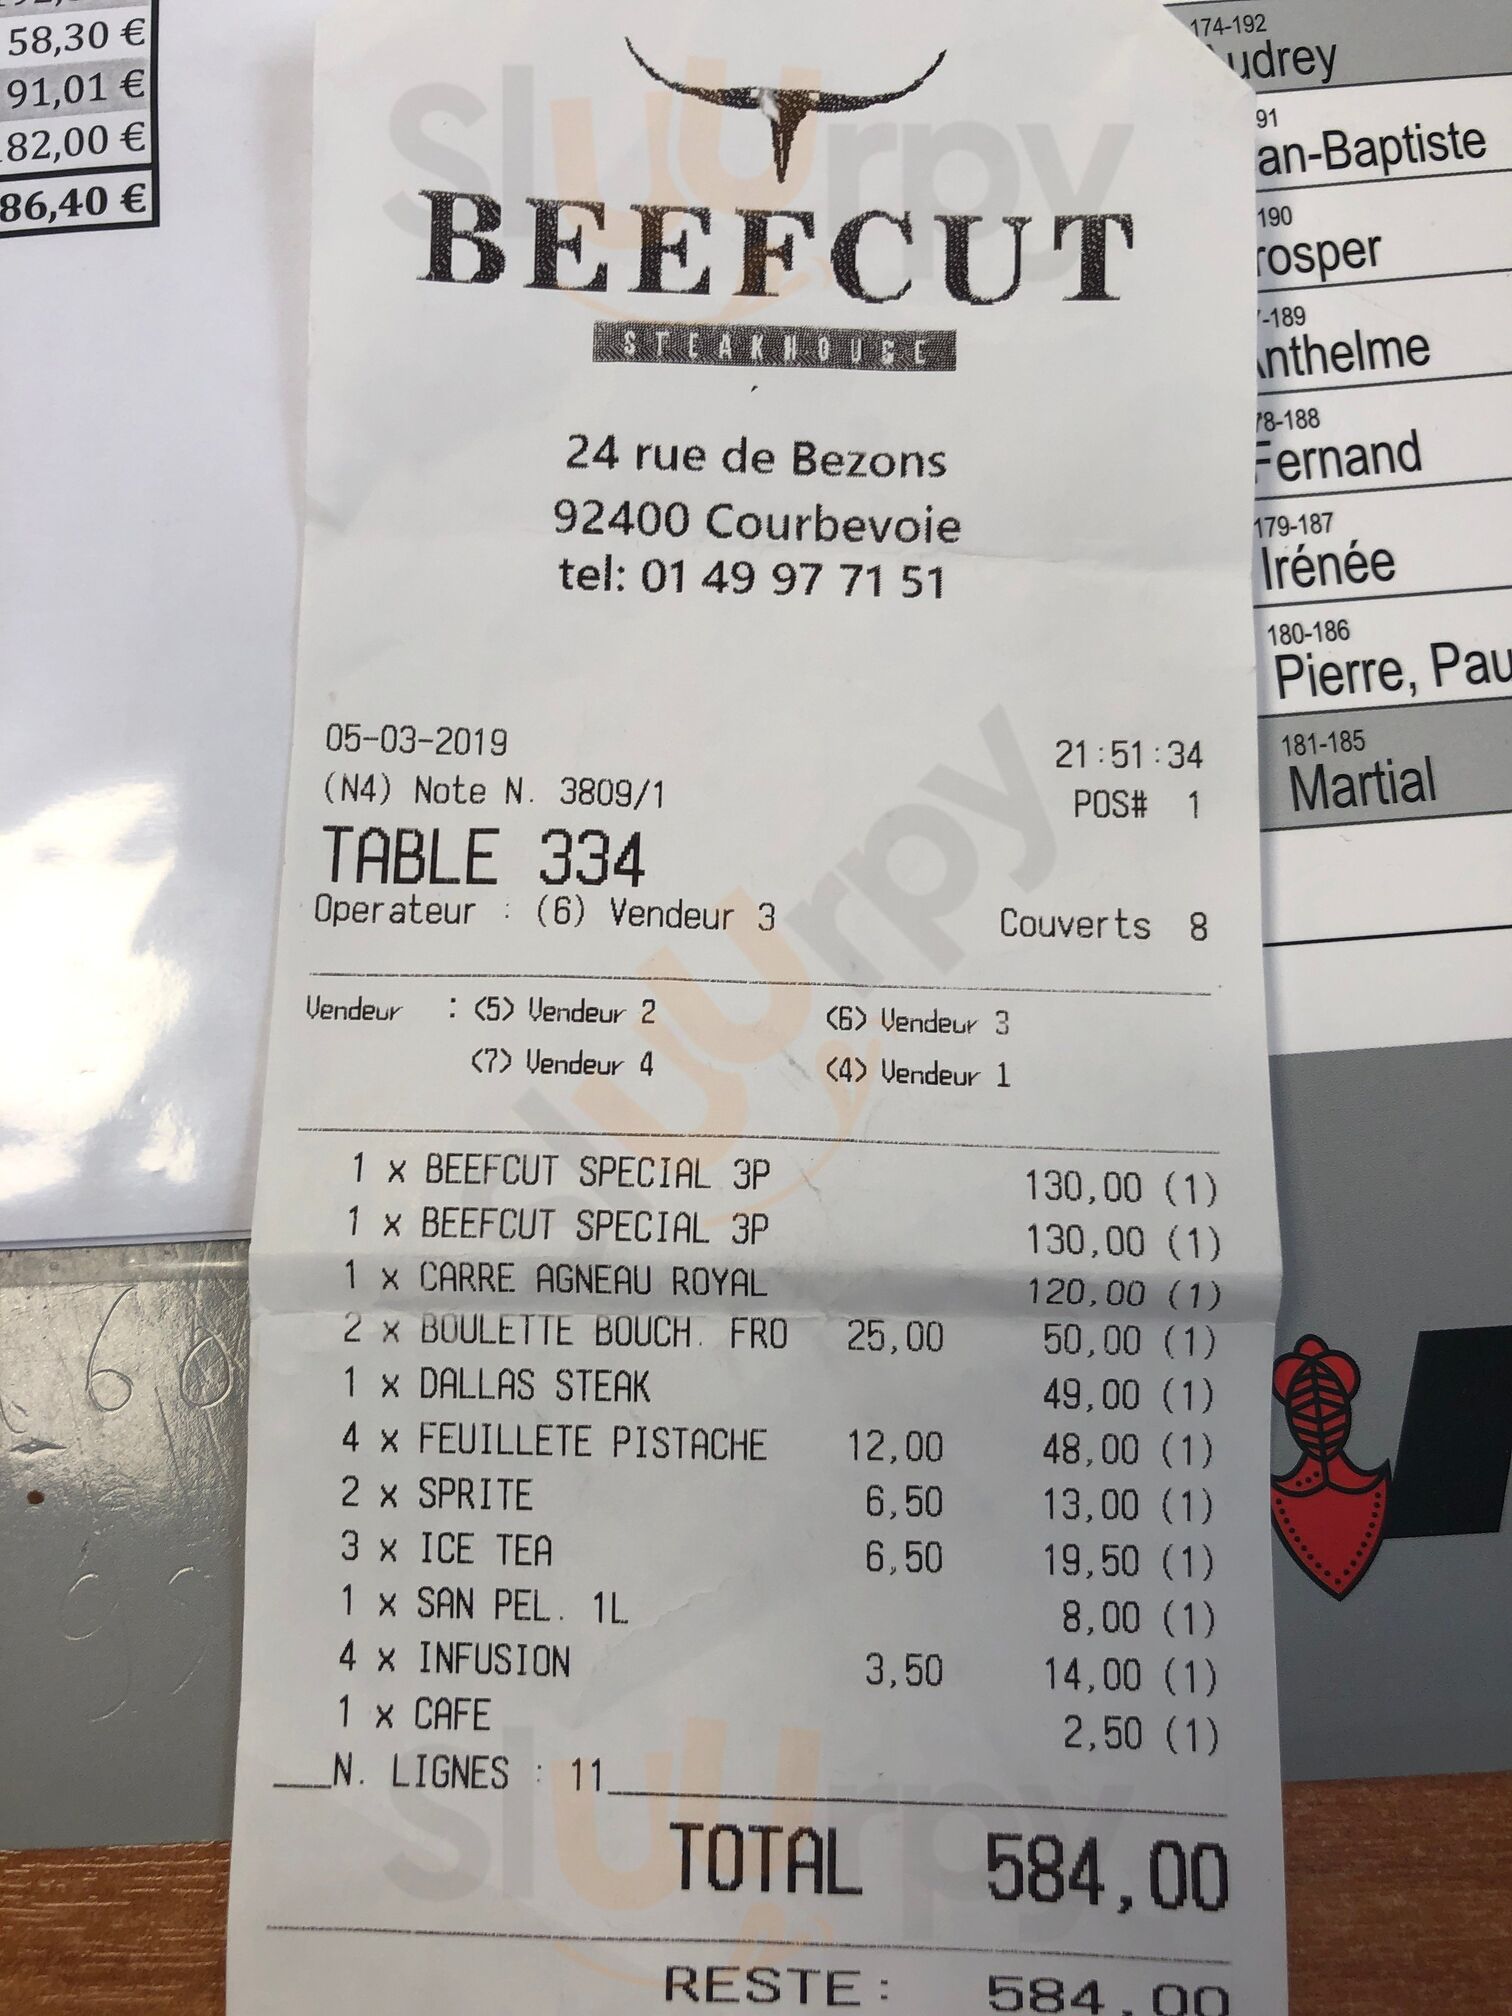 58,30 €
91,01 €
82,00 €
86,40 €
BEEFCUT
STEAKHOUSE
24 rue de Bezons
92400 Courbevoie
tel: 01 49 97 71 51
05-03-2019 21:51:34
(N4) Note N. 3809/1 POS# 1
TABLE 334
Operateur : (6) Vendeur 3 Couverts 8
Vendeur : (5) Vendeur 2 (6) Vendeur 3
(7) Vendeur 4 (4) Vendeur 1
1 x BEEFCUT SPECIAL 3P 130,00 (1)
1 x BEEFCUT SPECIAL 3P 130,00 (1)
1 x CARRE AGNEAU ROYAL 120,00 (1)
2 x BOULETTE BOUCH. FRO 25,00 50,00 (1)
1 x DALLAS STEAK 49,00 (1)
4 x FEUILLETE PISTACHE 12,00 48,00 (1)
2 x SPRITE 6,50 13,00 (1)
3 x ICE TEA 6,50 19,50 (1)
1 x SAN PEL. 1L 8,00 (1)
4 x INFUSION 3,50 14,00 (1)
1 x CAFE 2,50 (1)
N. LIGNES : 11
TOTAL 584,00
RESTE: 584,00
174-192
udrey
91
an-Baptiste
190
rosper
-189
nthelme
78-188
Fernand
179-187
Irénée
180-186
Pierre, Pau
181-185
Martial
slUurpy
slUurpy
slUurpy